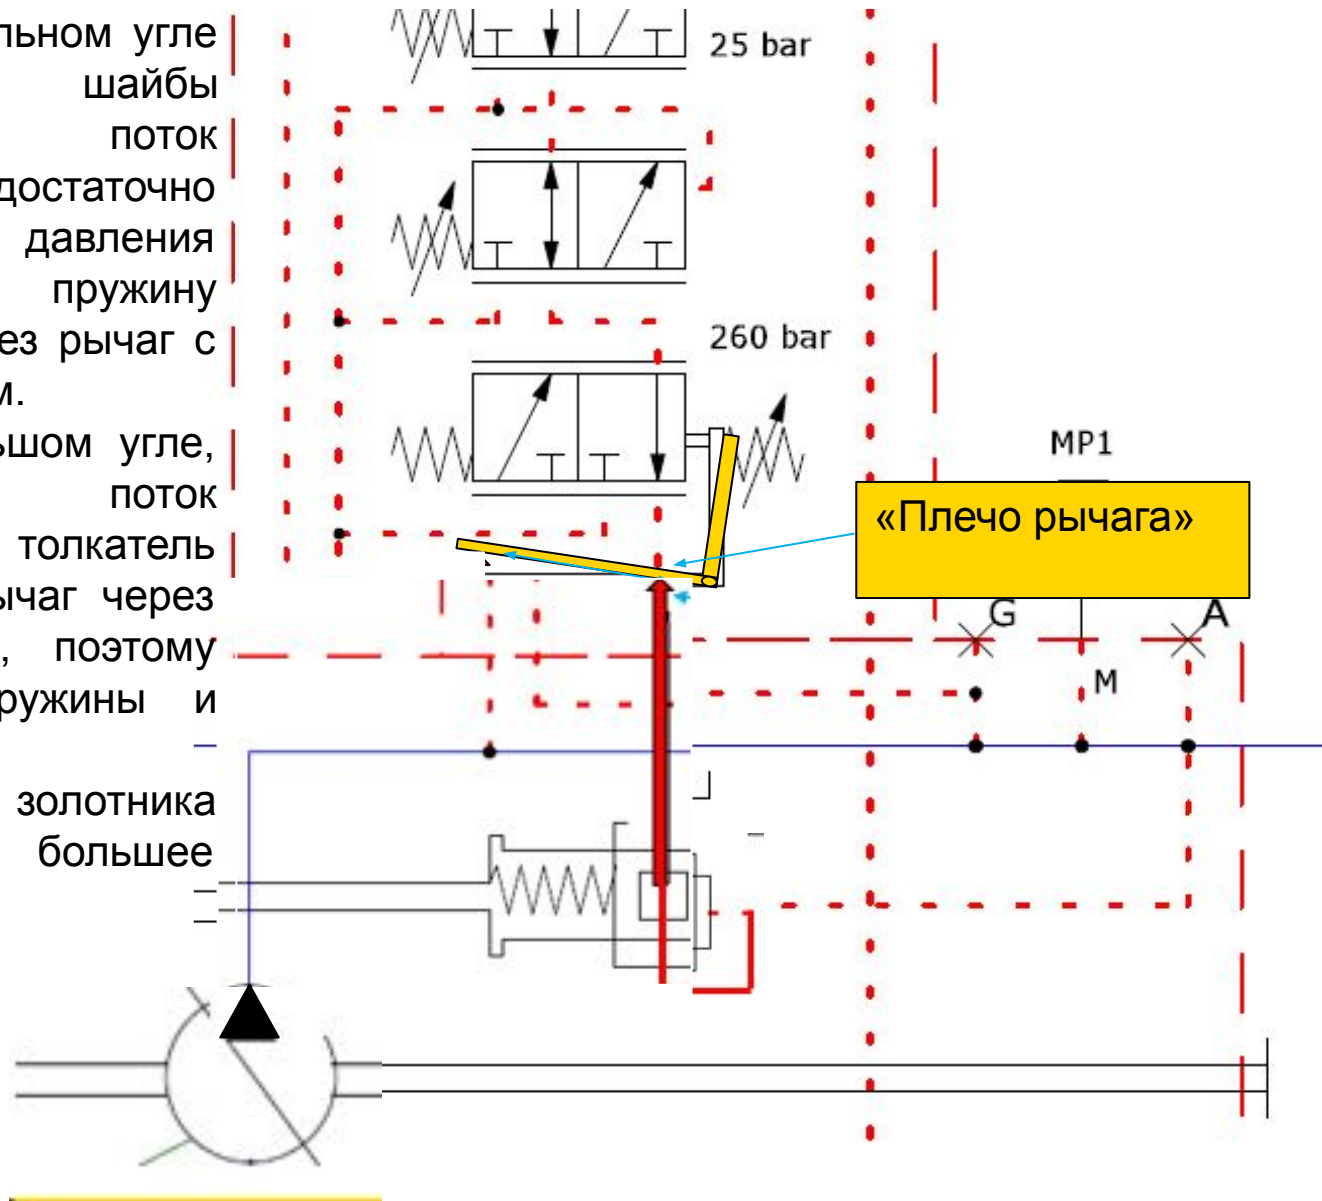 льном угле
шайбы
поток
достаточно
давления
пружину
ез рычаг с
м.
ьшом угле,
поток
толкатель
ычаг через
, поэтому
ружины и
золотника
большее
25 bar
260 bar
MP1
«Плечо рычага»
G
A
M